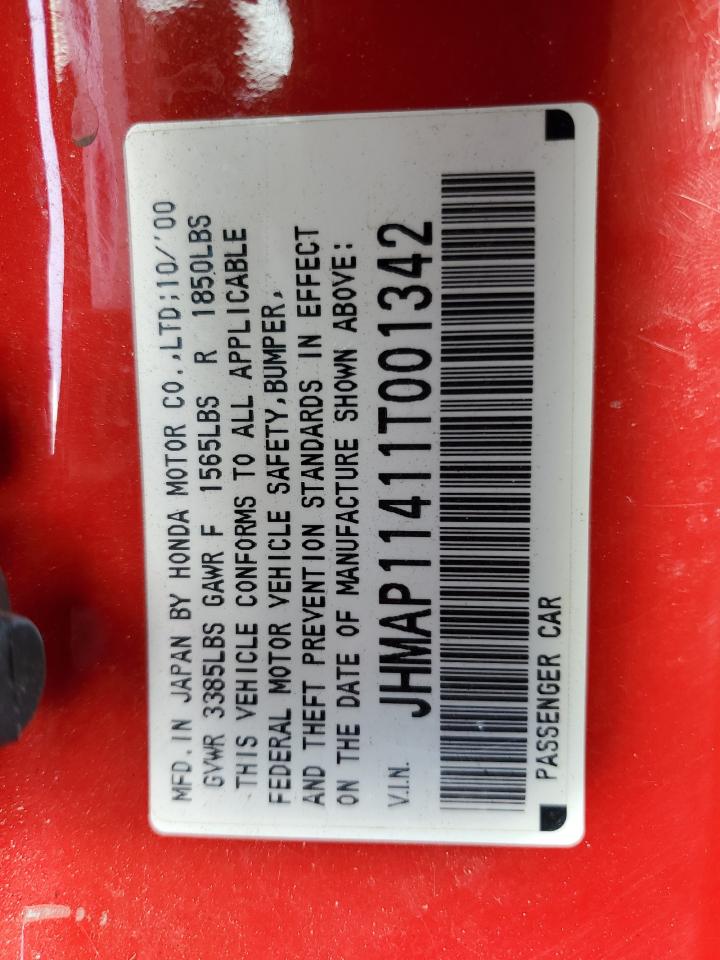 MFD.IN JAPAN BY HONDA MOTOR CO.,LTD;10/'00
GVWR 3385LBS GAWR F 1565LBS R 1850LBS
THIS VEHICLE CONFORMS TO ALL APPLICABLE
FEDERAL MOTOR VEHICLE SAFETY,BUMPER,
AND THEFT PREVENTION STANDARDS IN EFFECT
ON THE DATE OF MANUFACTURE SHOWN ABOVE:
V.I.N. JHMAP11411T001342
PASSENGER CAR